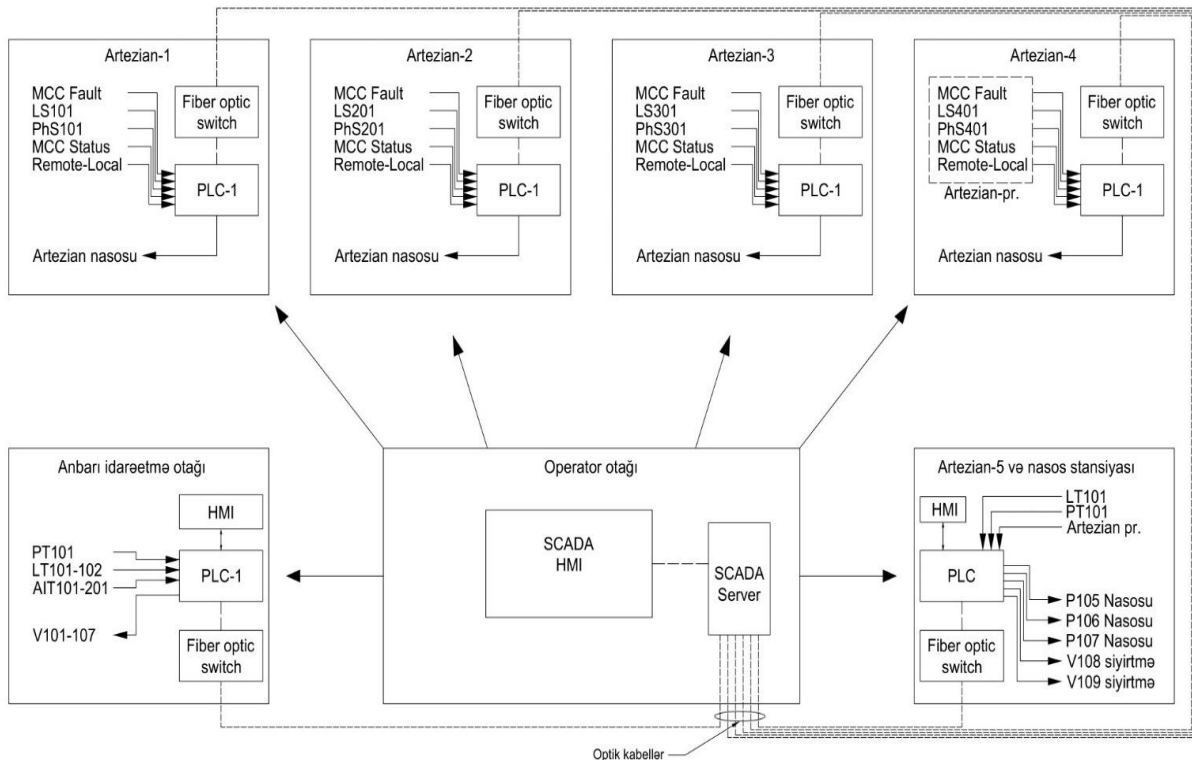 Artezian-1
MCC Fault
LS101
PhS101
MCC Status
Remote-Local
Fiber optic
switch
PLC-1
Artezian nasosu
Artezian-2
MCC Fault
LS201
PhS201
MCC Status
Remote-Local
Fiber optic
switch
PLC-1
Artezian nasosu
Artezian-3
MCC Fault
LS301
PhS301
MCC Status
Remote-Local
Fiber optic
switch
PLC-1
Artezian nasosu
Artezian-4
MCC Fault
LS401
PhS401
MCC Status
Remote-Local
Artezian-pr.
Fiber optic
switch
PLC-1
Artezian nasosu
Anbarı idarəetmə otağı
HMI
PT101
LT101-102
AIT101-201
PLC-1
V101-107
Fiber optic
switch
Operator otağı
SCADA
HMI
SCADA
Server
Optik kabellər
Artezian-5 və nasos stansiyası
LT101
PT101
Artezian pr.
HMI
PLC
P105 Nasosu
P106 Nasosu
P107 Nasosu
V108 siyirtmə
V109 siyirtmə
Fiber optic
switch